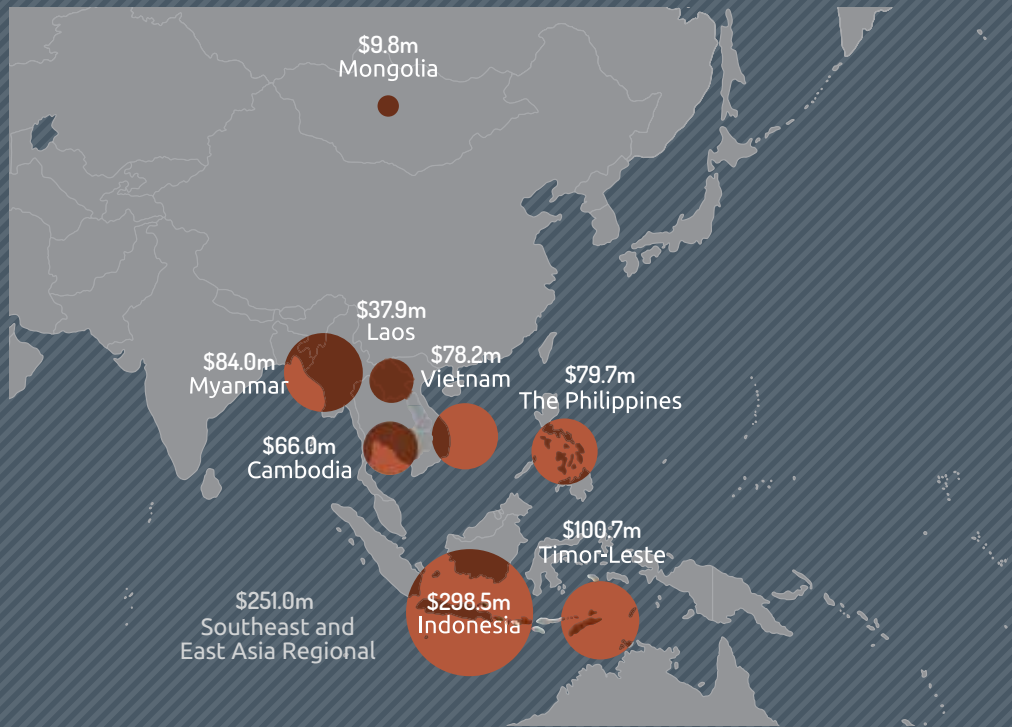 $9.8m
Mongolia
$37.9m
Laos
$84.0m
Myanmar
$78.2m
Vietnam
$79.7m
The Philippines
$66.0m
Cambodia
$100.7m
Timor-Leste
$251.0m
Southeast and
East Asia Regional
$298.5m
Indonesia